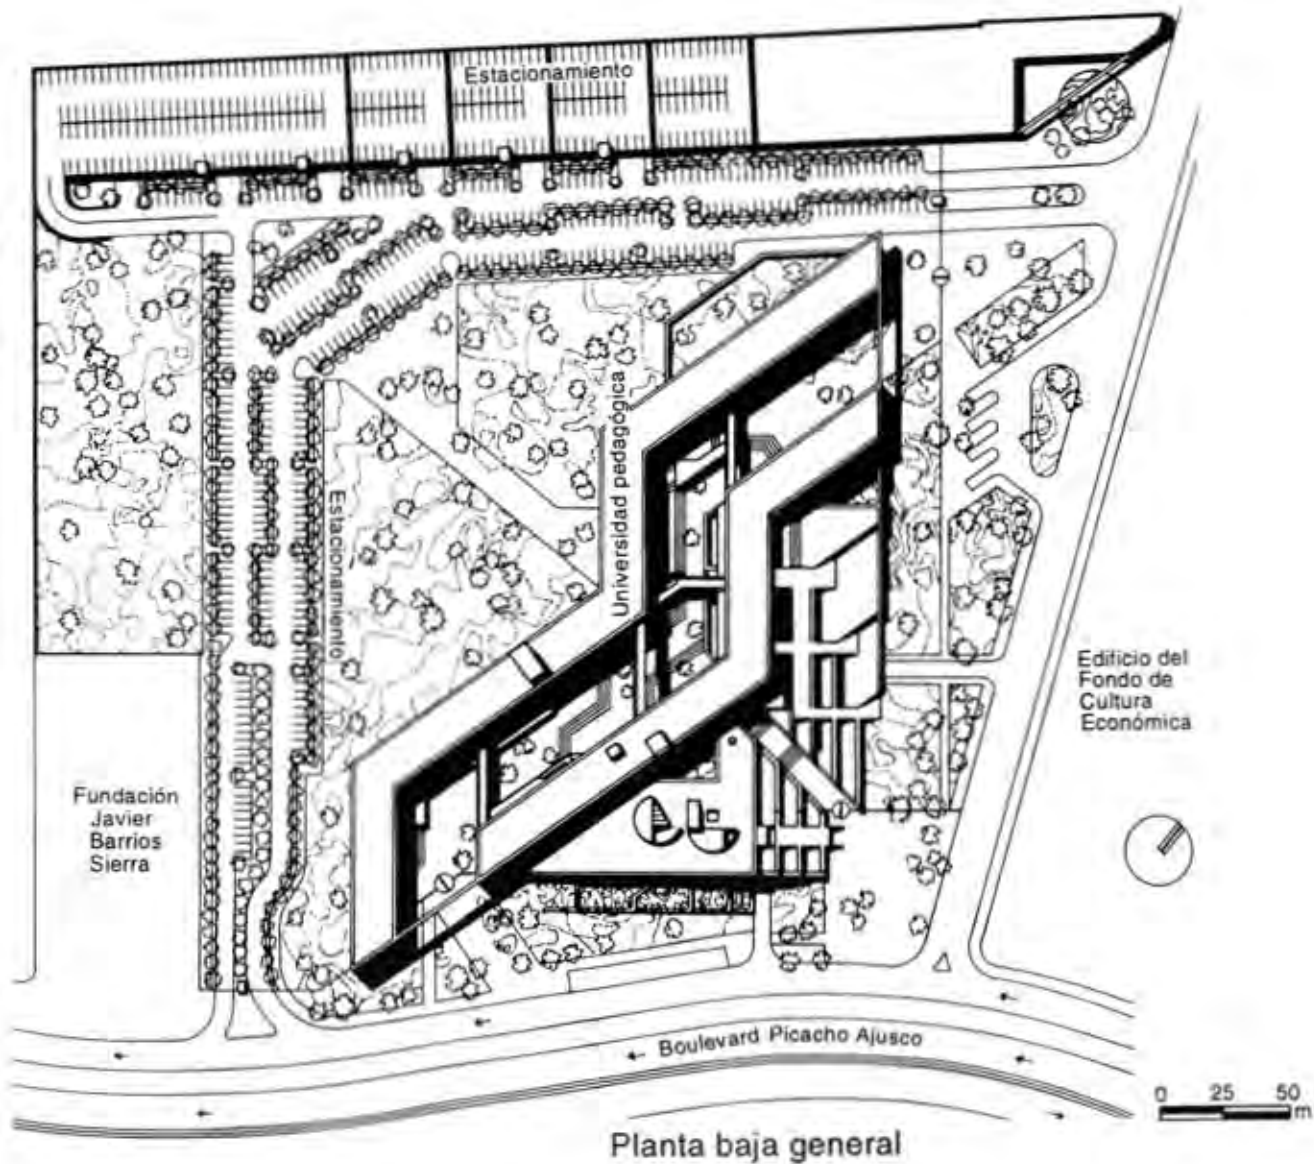 Estacionamiento
Universidad pedagógica
Estacionamiento
Edificio del
Fondo de
Cultura
Económica
Fundación
Javier
Barrios
Sierra
Boulevard Picacho Ajusco
0 25 50
m
Planta baja general